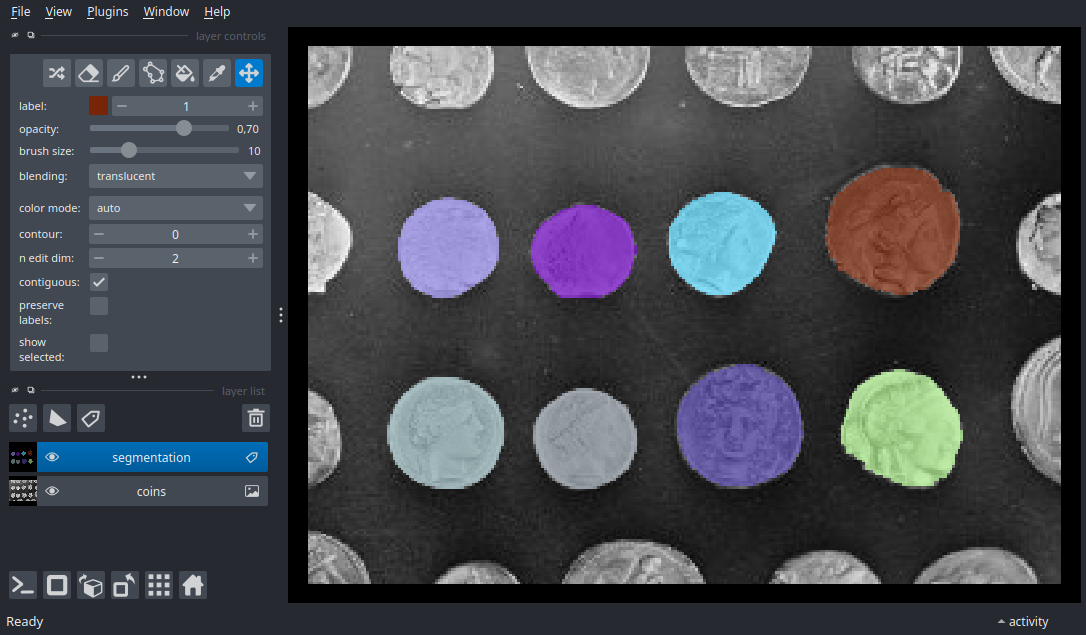 File View Plugins Window Help
layer controls
label: 1
opacity: 0,70
brush size: 10
blending: translucent
color mode: auto
contour: 0
n edit dim: 2
contiguous:
preserve
labels:
show
selected:
layer list
segmentation
coins
Ready activity